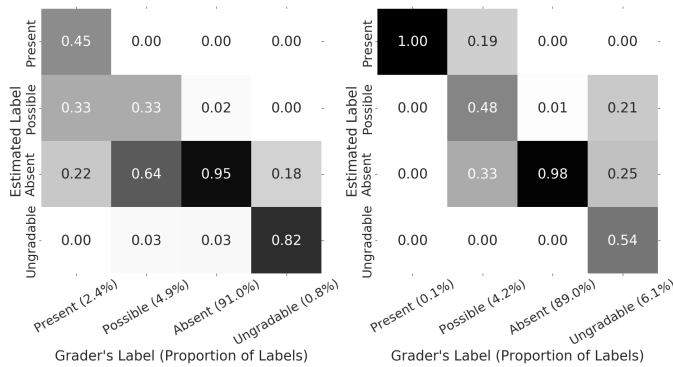 Estimated Label
Present
Possible
Absent
Ungradable
0.45 0.00 0.00 0.00
0.33 0.33 0.02 0.00
0.22 0.64 0.95 0.18
0.00 0.03 0.03 0.82
Present (2.4%)
Possible (4.9%)
Absent (91.0%)
Ungradable (0.8%)
Grader's Label (Proportion of Labels)
Estimated Label
Present
Possible
Absent
Ungradable
1.00 0.19 0.00 0.00
0.00 0.48 0.01 0.21
0.00 0.33 0.98 0.25
0.00 0.00 0.00 0.54
Present (0.1%)
Possible (4.2%)
Absent (89.0%)
Ungradable (6.1%)
Grader's Label (Proportion of Labels)